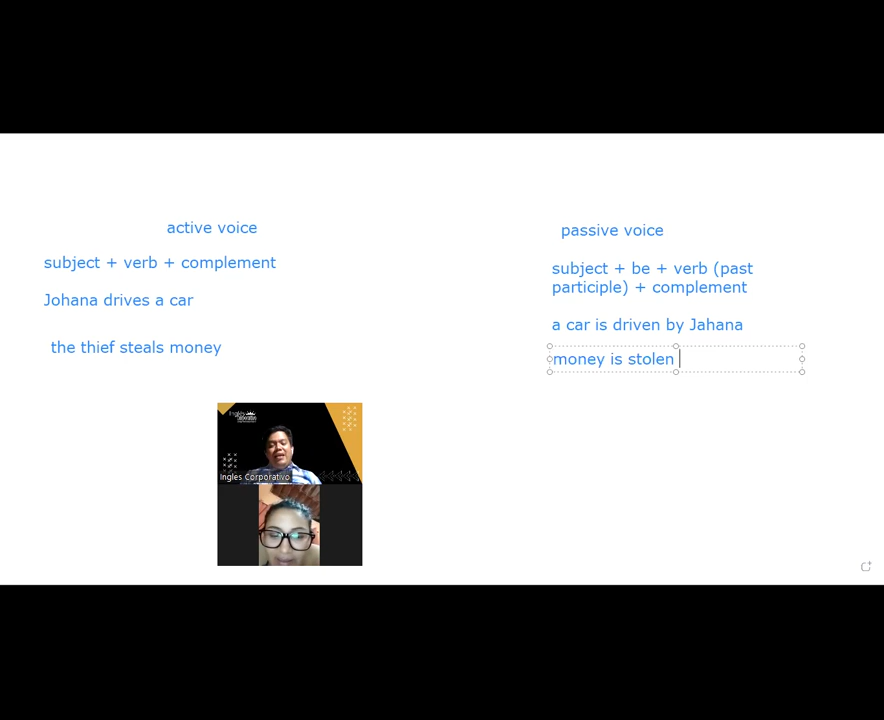 active voice
subject + verb + complement
Johana drives a car
the thief steals money
passive voice
subject + be + verb (past
participle) + complement
a car is driven by Jahana
money is stolen
Ingles Corporativo